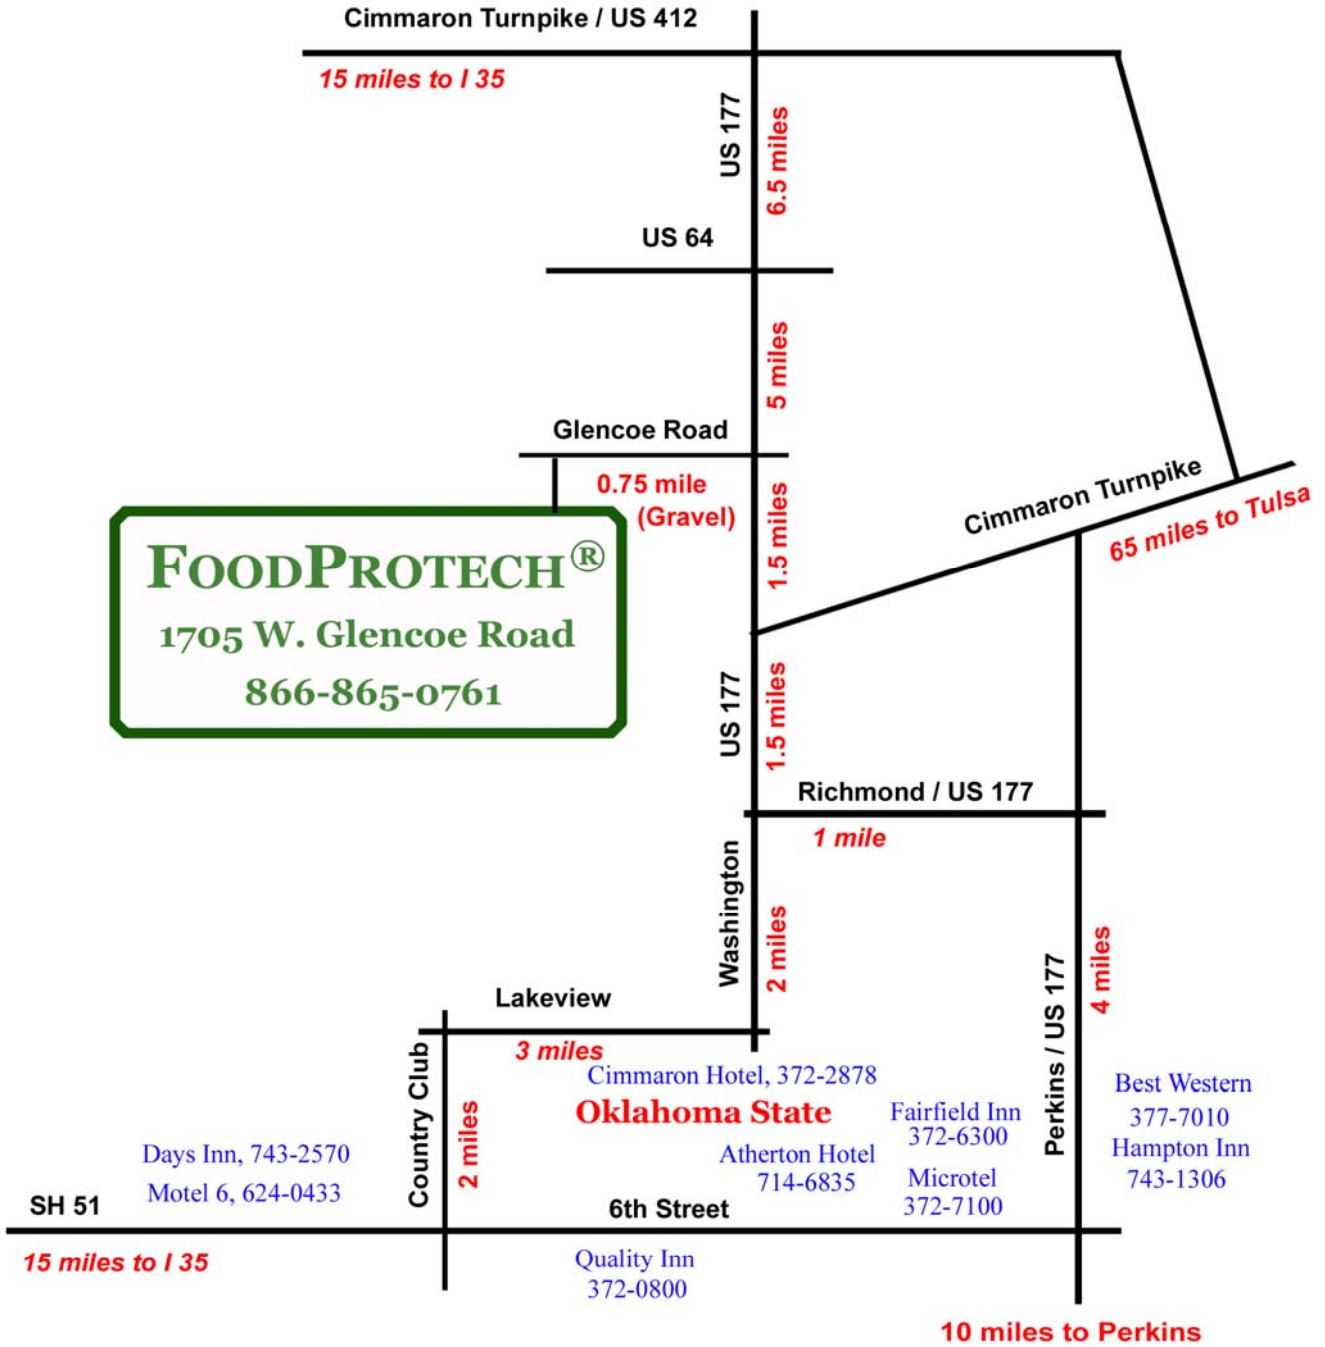 Cimmaron Turnpike / US 412
15 miles to I 35
US 177
6.5 miles
US 64
5 miles
Glencoe Road
0.75 mile
(Gravel)
1.5 miles
Cimmaron Turnpike
65 miles to Tulsa
FOODPROTECH®
1705 W. Glencoe Road
866-865-0761
US 177
1.5 miles
Richmond / US 177
1 mile
Washington
2 miles
Lakeview
3 miles
Country Club
2 miles
Perkins / US 177
4 miles
Cimmaron Hotel, 372-2878
Oklahoma State
Fairfield Inn
372-6300
Best Western
377-7010
Hampton Inn
743-1306
Atherton Hotel
714-6835
Microtel
372-7100
Days Inn, 743-2570
Motel 6, 624-0433
SH 51
6th Street
15 miles to I 35
Quality Inn
372-0800
10 miles to Perkins